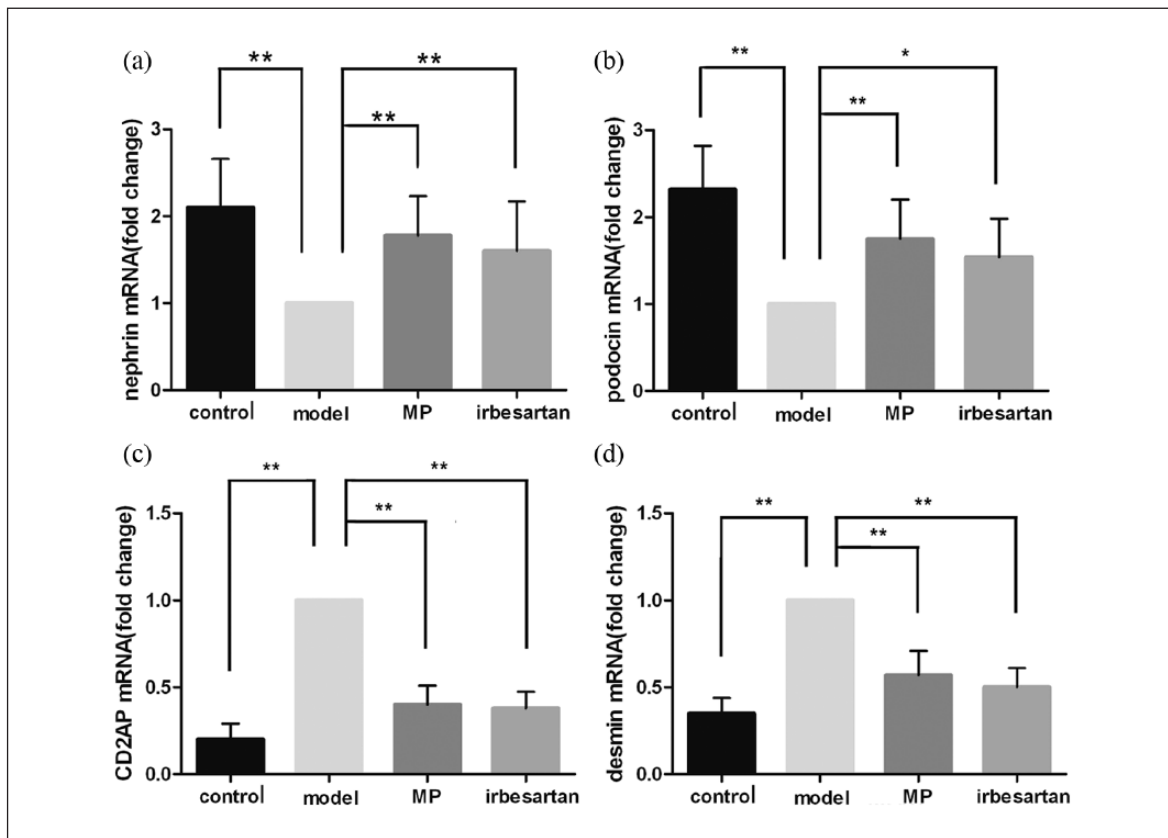 (a)
**
**
**
nephrin mRNA(fold change)
3
2
1
0
control
model
MP
irbesartan
(b)
**
*
**
podocin mRNA(fold change)
3
2
1
0
control
model
MP
irbesartan
(c)
**
**
**
CD2AP mRNA(fold change)
1.5
1.0
0.5
0.0
control
model
MP
irbesartan
(d)
**
**
**
desmin mRNA(fold change)
1.5
1.0
0.5
0.0
control
model
MP
irbesartan